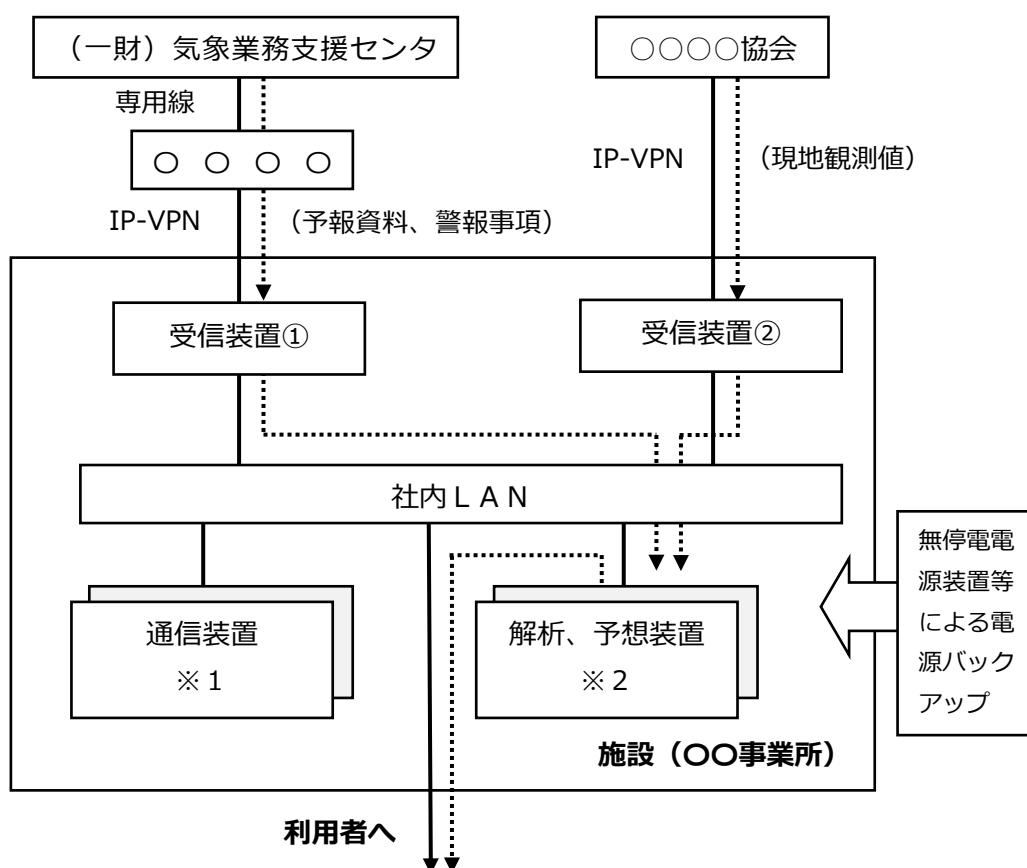 （一財）気象業務支援センタ
○○○○協会
専用線
○ ○ ○ ○
IP-VPN
（現地観測値）
IP-VPN
（予報資料、警報事項）
受信装置①
受信装置②
社内ＬＡＮ
無停電電
源装置等
による電
源バック
アップ
通信装置
※１
解析、予想装置
※２
施設（○○事業所）
利用者へ